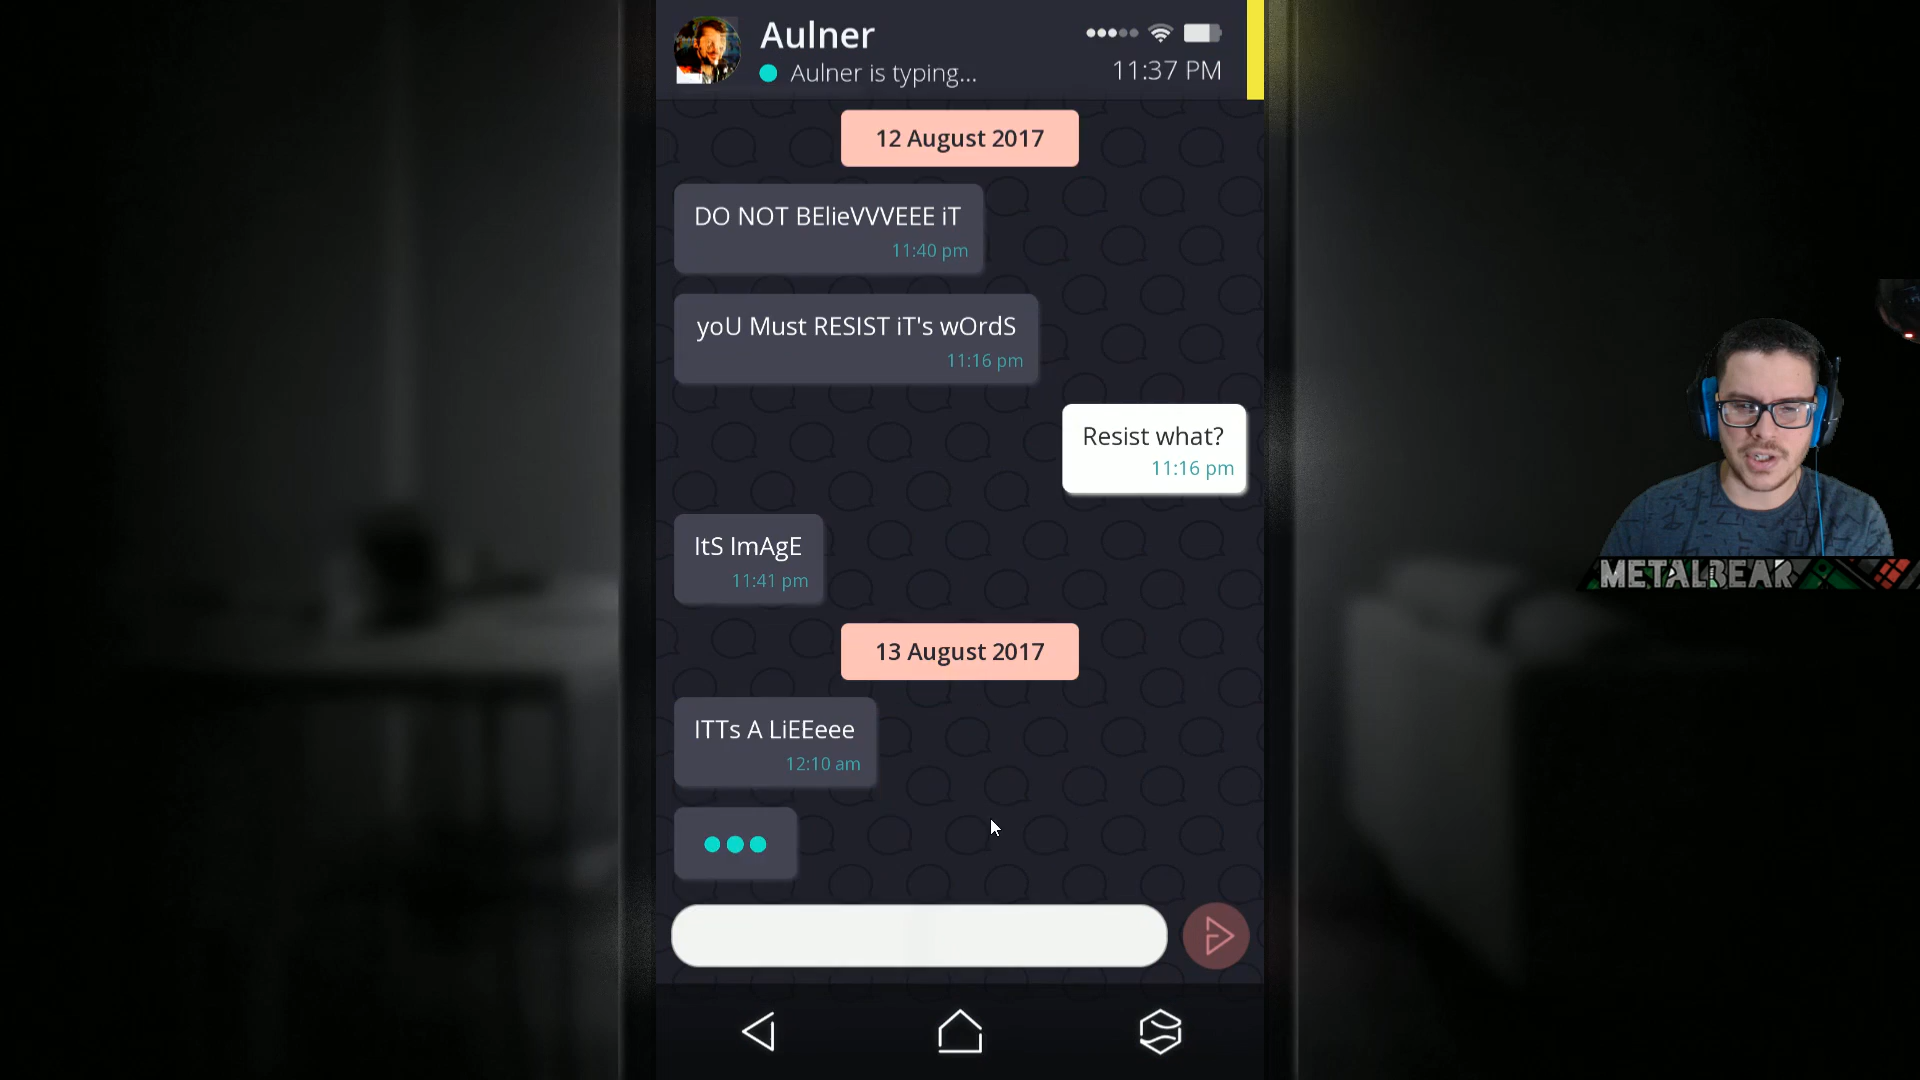 Aulner
Aulner is typing...
11:37 PM
12 August 2017
DO NOT BElieVVVEEE iT
11:40 pm
yoU Must RESIST iT's wOrdS
11:16 pm
Resist what?
11:16 pm
ItS ImAgE
11:41 pm
13 August 2017
ITTs A LiEEeee
12:10 am
METALBEAR